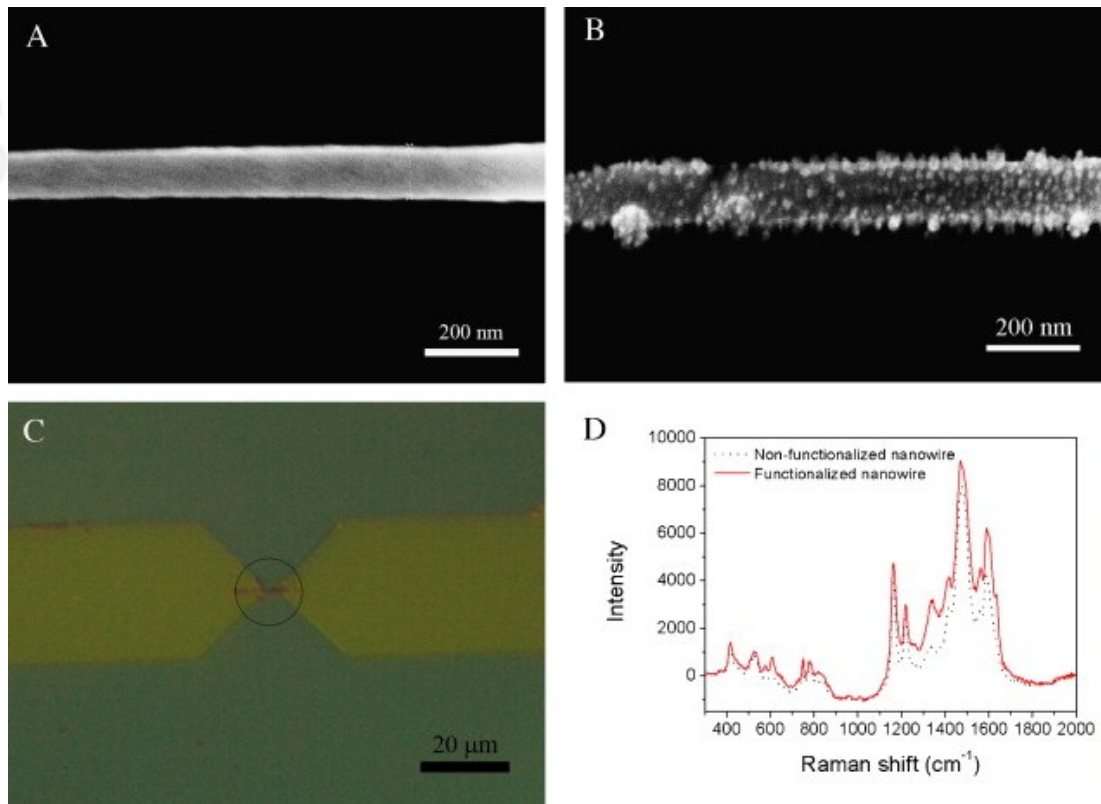 A
200 nm
B
200 nm
C
20 μm
D
Non-functionalized nanowire
Functionalized nanowire
10000
8000
6000
4000
2000
0
Intensity
400 600 800 1000 1200 1400 1600 1800 2000
Raman shift (cm⁻¹)